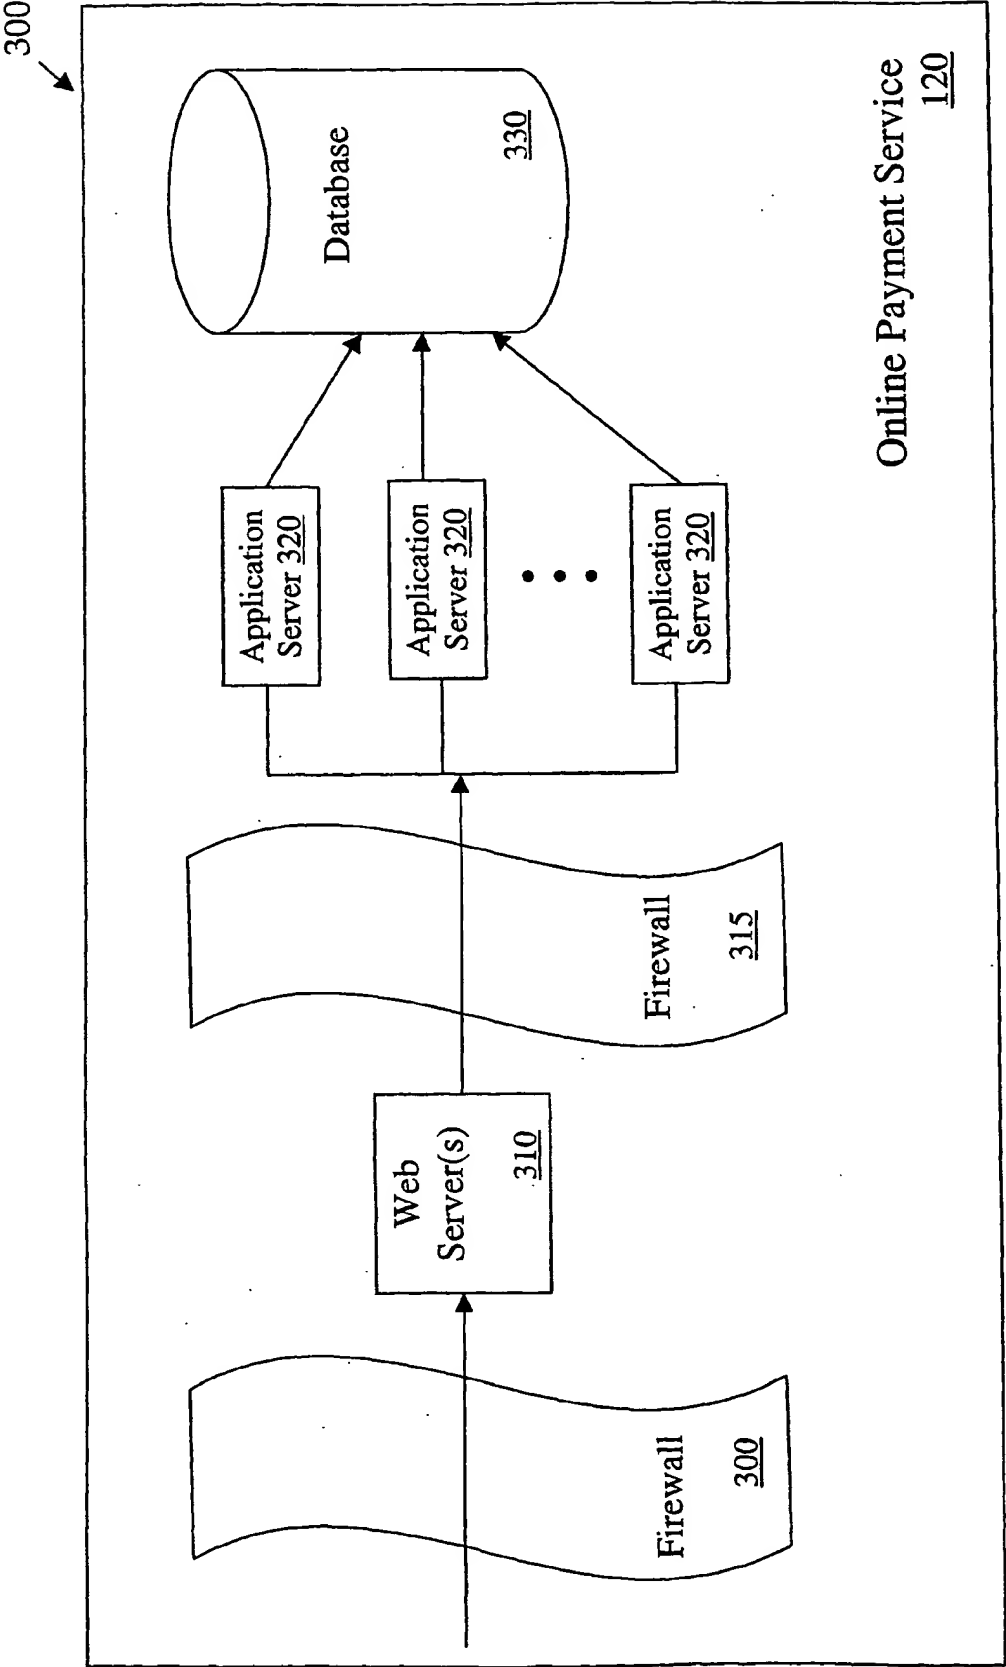 300
Firewall
300
Web
Server(s)
310
Firewall
315
Application
Server 320
Application
Server 320
Application
Server 320
Database
330
Online Payment Service
120